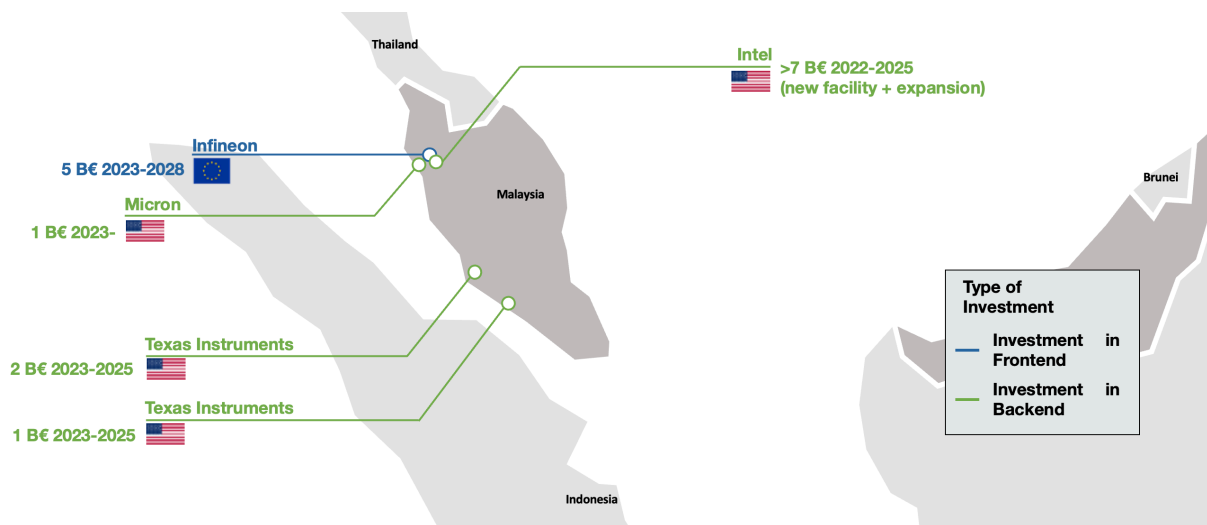 Thailand
Intel
>7 B€ 2022-2025
(new facility + expansion)
Infineon
5 B€ 2023-2028
Brunei
Malaysia
Micron
1 B€ 2023-
Type of
Investment
Investment in
Frontend
Investment in
Backend
Texas Instruments
2 B€ 2023-2025
Texas Instruments
1 B€ 2023-2025
Indonesia